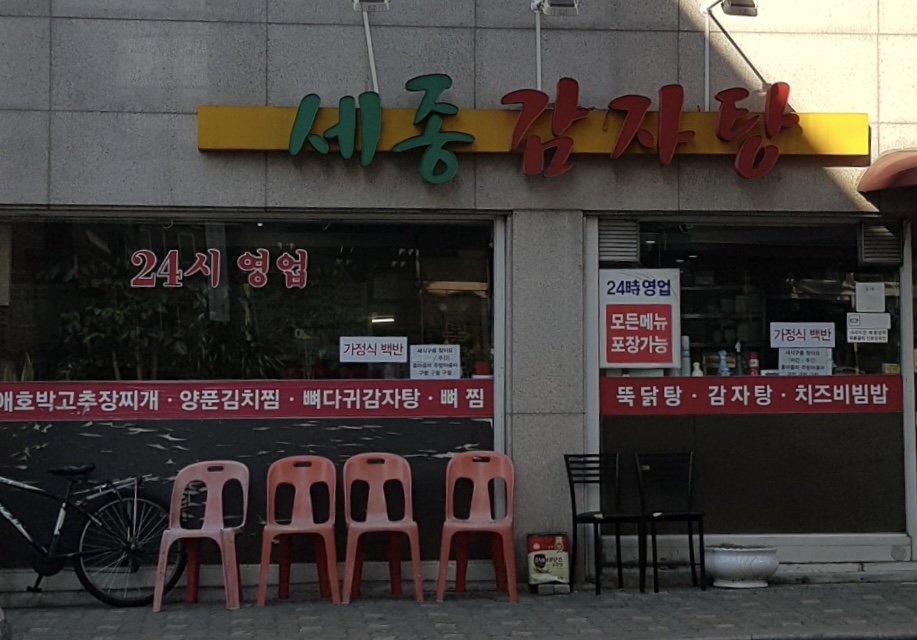 세종 감자탕
24시 영업
24時영업
모든메뉴
포장가능
가정식 백반
가정식 백반
애호박고추장찌개 · 양푼김치찜 · 뼈다귀감자탕 · 뼈 찜
뚝닭탕 · 감자탕 · 치즈비빔밥